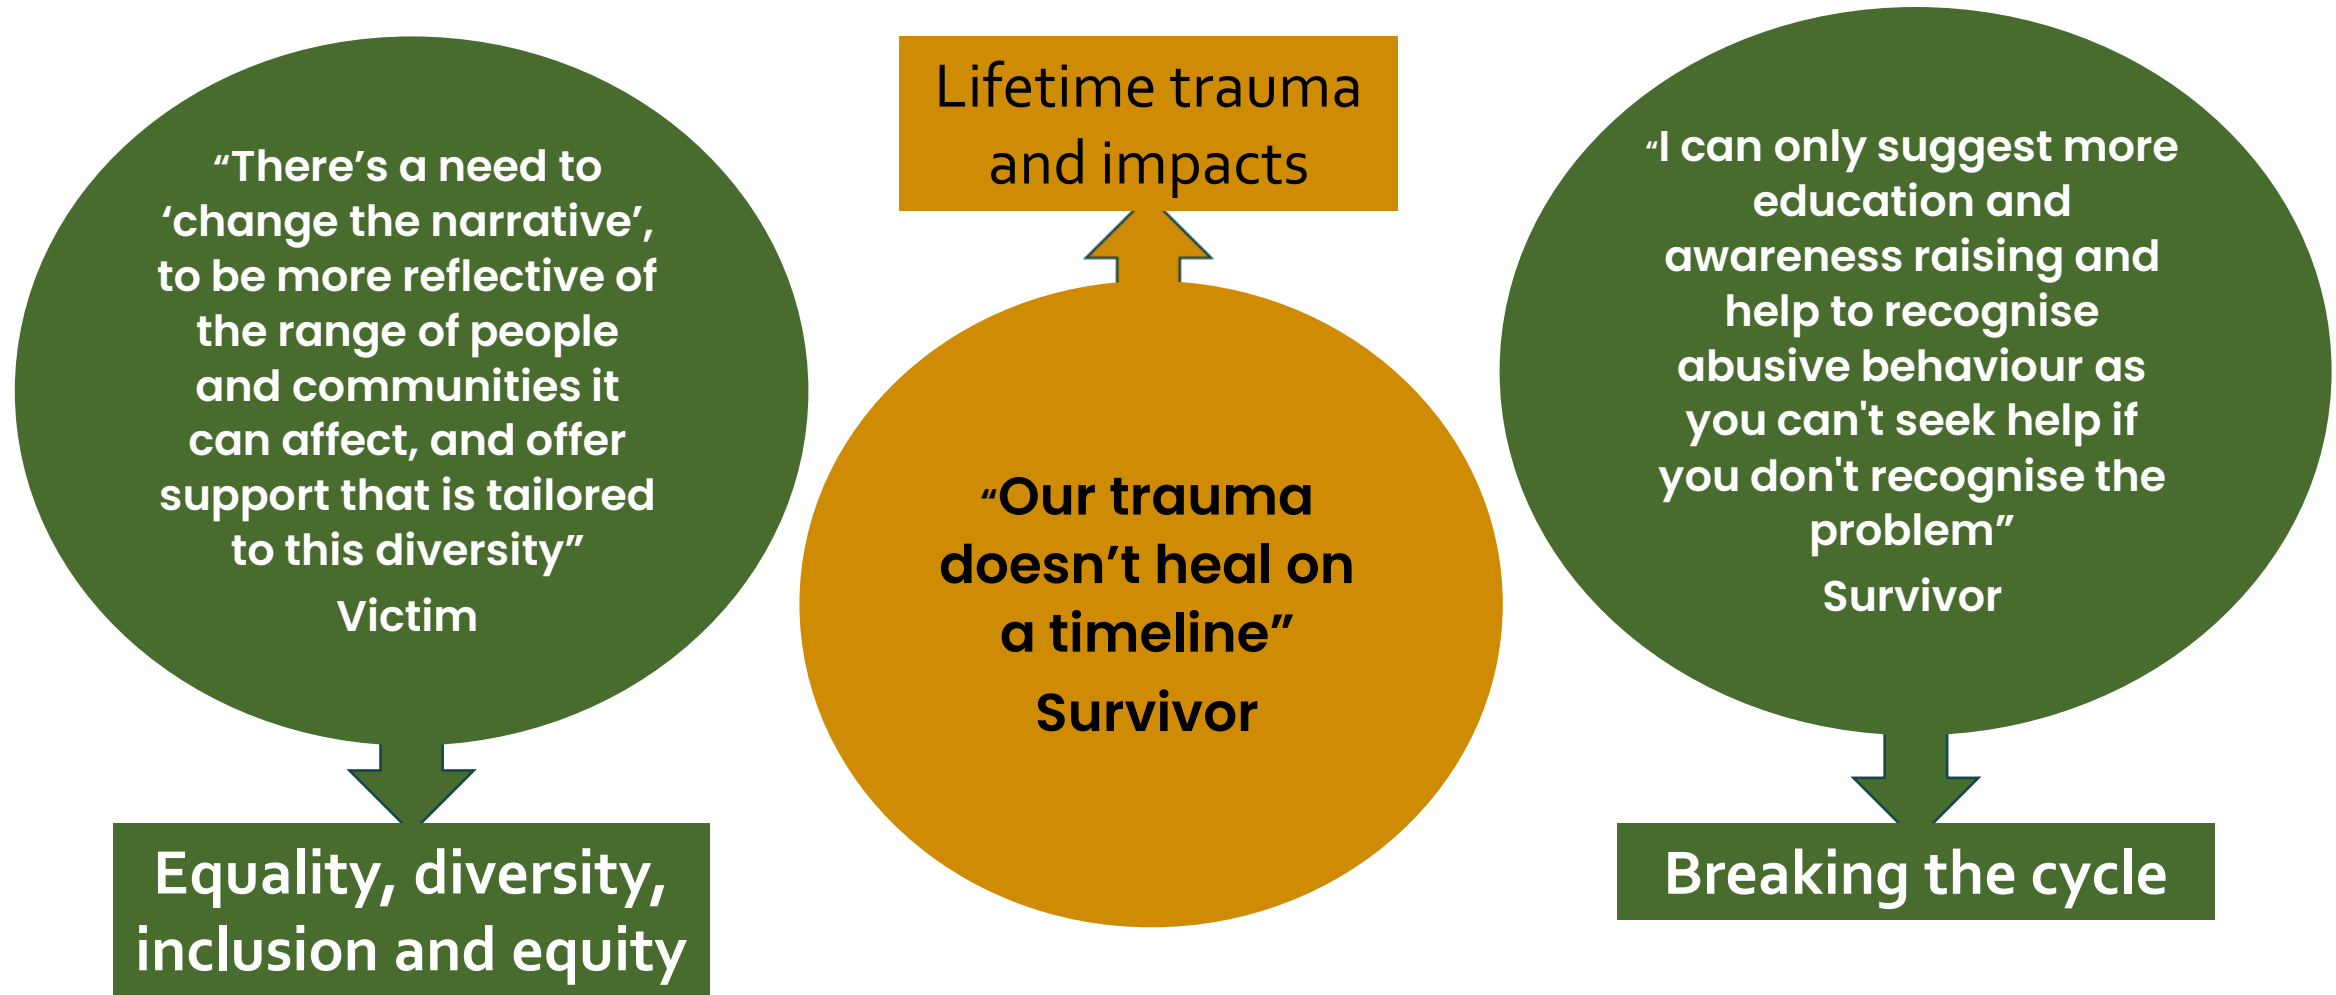 “There’s a need to
‘change the narrative’,
to be more reflective of
the range of people
and communities it
can affect, and offer
support that is tailored
to this diversity”
Victim
Equality, diversity,
inclusion and equity
Lifetime trauma
and impacts
“Our trauma
doesn’t heal on
a timeline”
Survivor
“I can only suggest more
education and
awareness raising and
help to recognise
abusive behaviour as
you can't seek help if
you don't recognise the
problem”
Survivor
Breaking the cycle